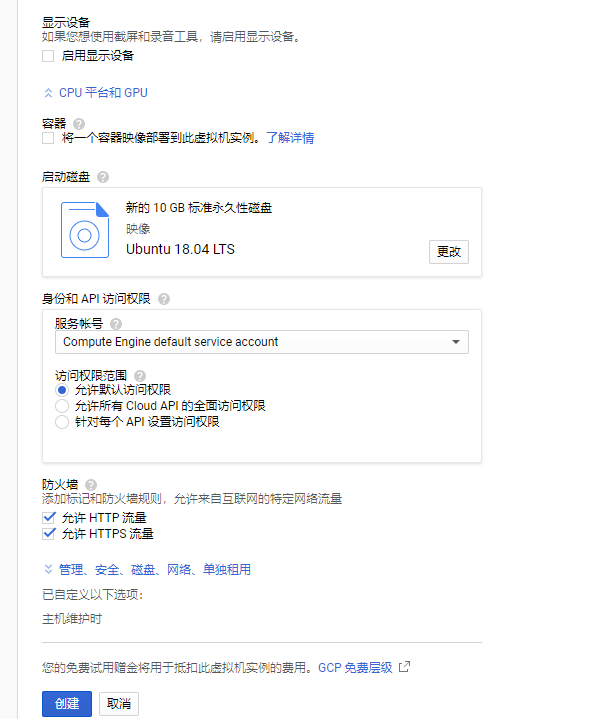 显示设备
如果您想使用截屏和录音工具，请启用显示设备。
启用显示设备
CPU 平台和 GPU
容器
将一个容器映像部署到此虚拟机实例。了解详情
启动磁盘
新的 10 GB 标准永久性磁盘
映像
Ubuntu 18.04 LTS
更改
身份和 API 访问权限
服务帐号
Compute Engine default service account
访问权限范围
允许默认访问权限
允许所有 Cloud API 的全面访问权限
针对每个 API 设置访问权限
防火墙
添加标记和防火墙规则，允许来自互联网的特定网络流量
允许 HTTP 流量
允许 HTTPS 流量
管理、安全、磁盘、网络、单独租用
已自定义以下选项：
主机维护时
您的免费试用赠金将用于抵扣此虚拟机实例的费用。GCP 免费层级
创建 取消